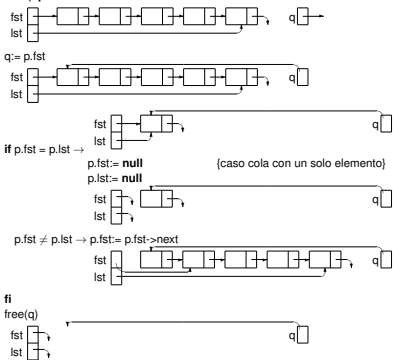 fst q
lst
q:= p.fst
fst q
lst
fst q
lst
if p.fst = p.lst →
p.fst:= null {caso cola con un solo elemento}
p.lst:= null
fst q
lst
p.fst ≠ p.lst → p.fst:= p.fst->next
fst q
lst
fi
free(q)
fst q
lst